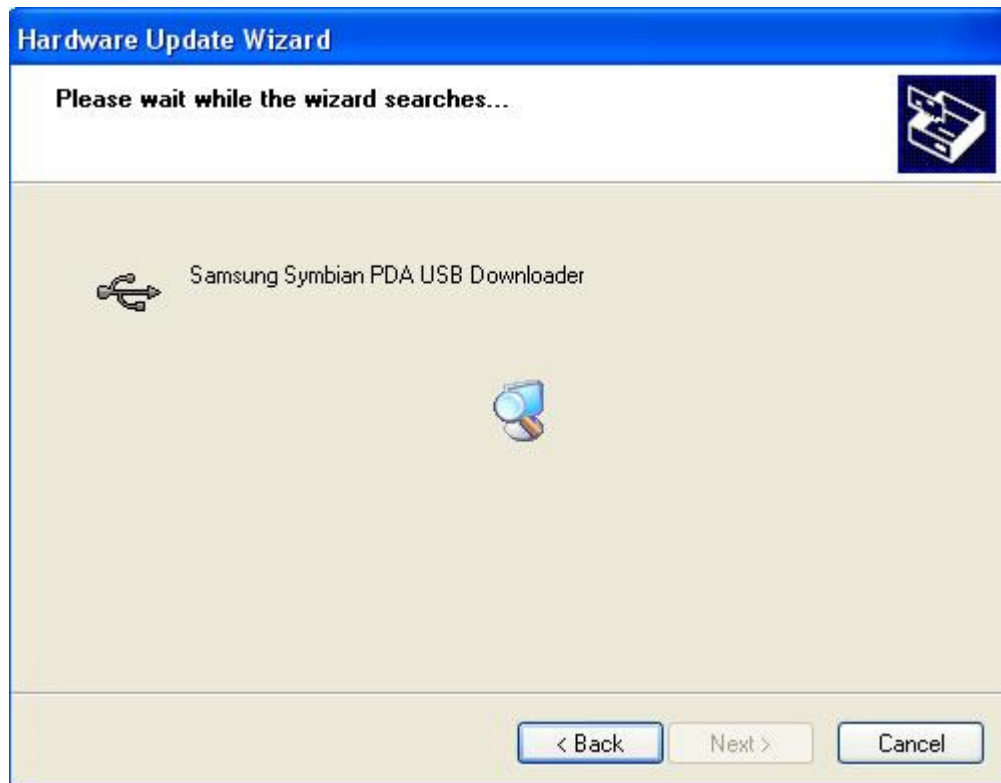 Hardware Update Wizard
Please wait while the wizard searches...
Samsung Symbian PDA USB Downloader
< Back
Next >
Cancel